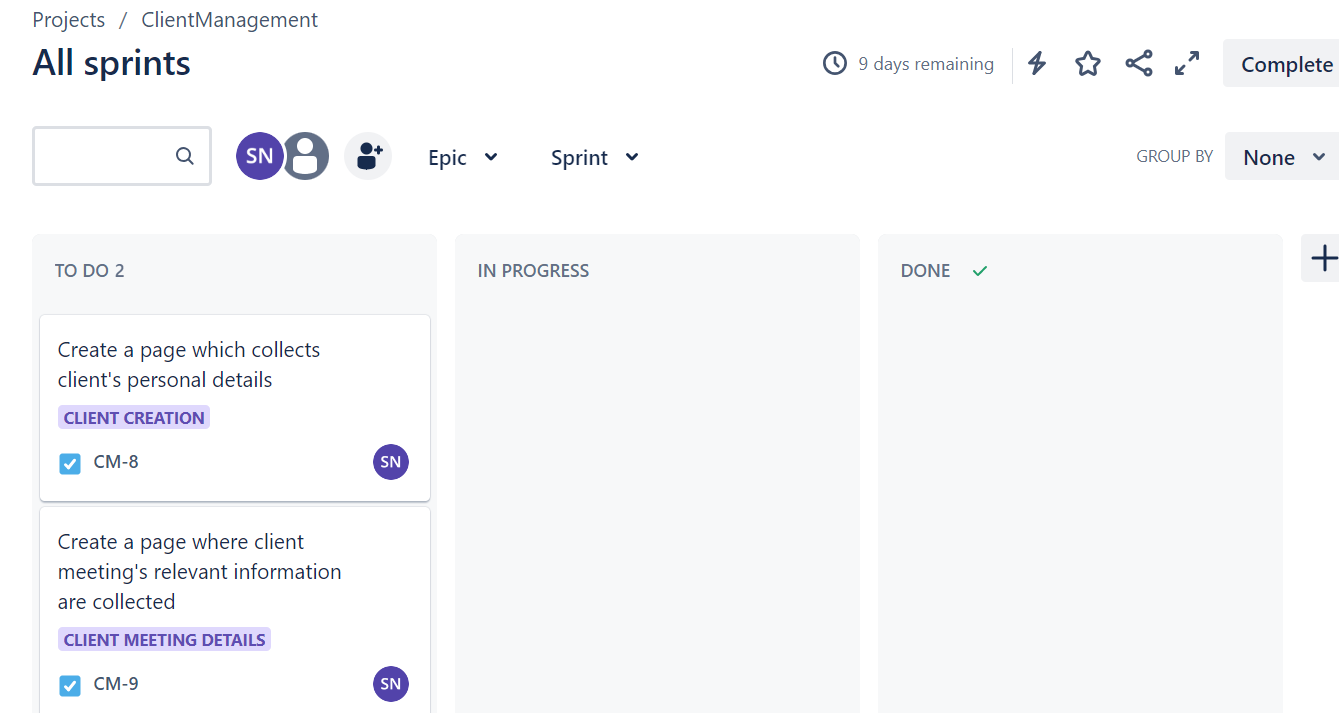 Projects / ClientManagement
All sprints
9 days remaining
Complete
SN
Epic
Sprint
GROUP BY
None
TO DO 2
Create a page which collects
client's personal details
CLIENT CREATION
CM-8
SN
Create a page where client
meeting's relevant information
are collected
CLIENT MEETING DETAILS
CM-9
SN
IN PROGRESS
DONE